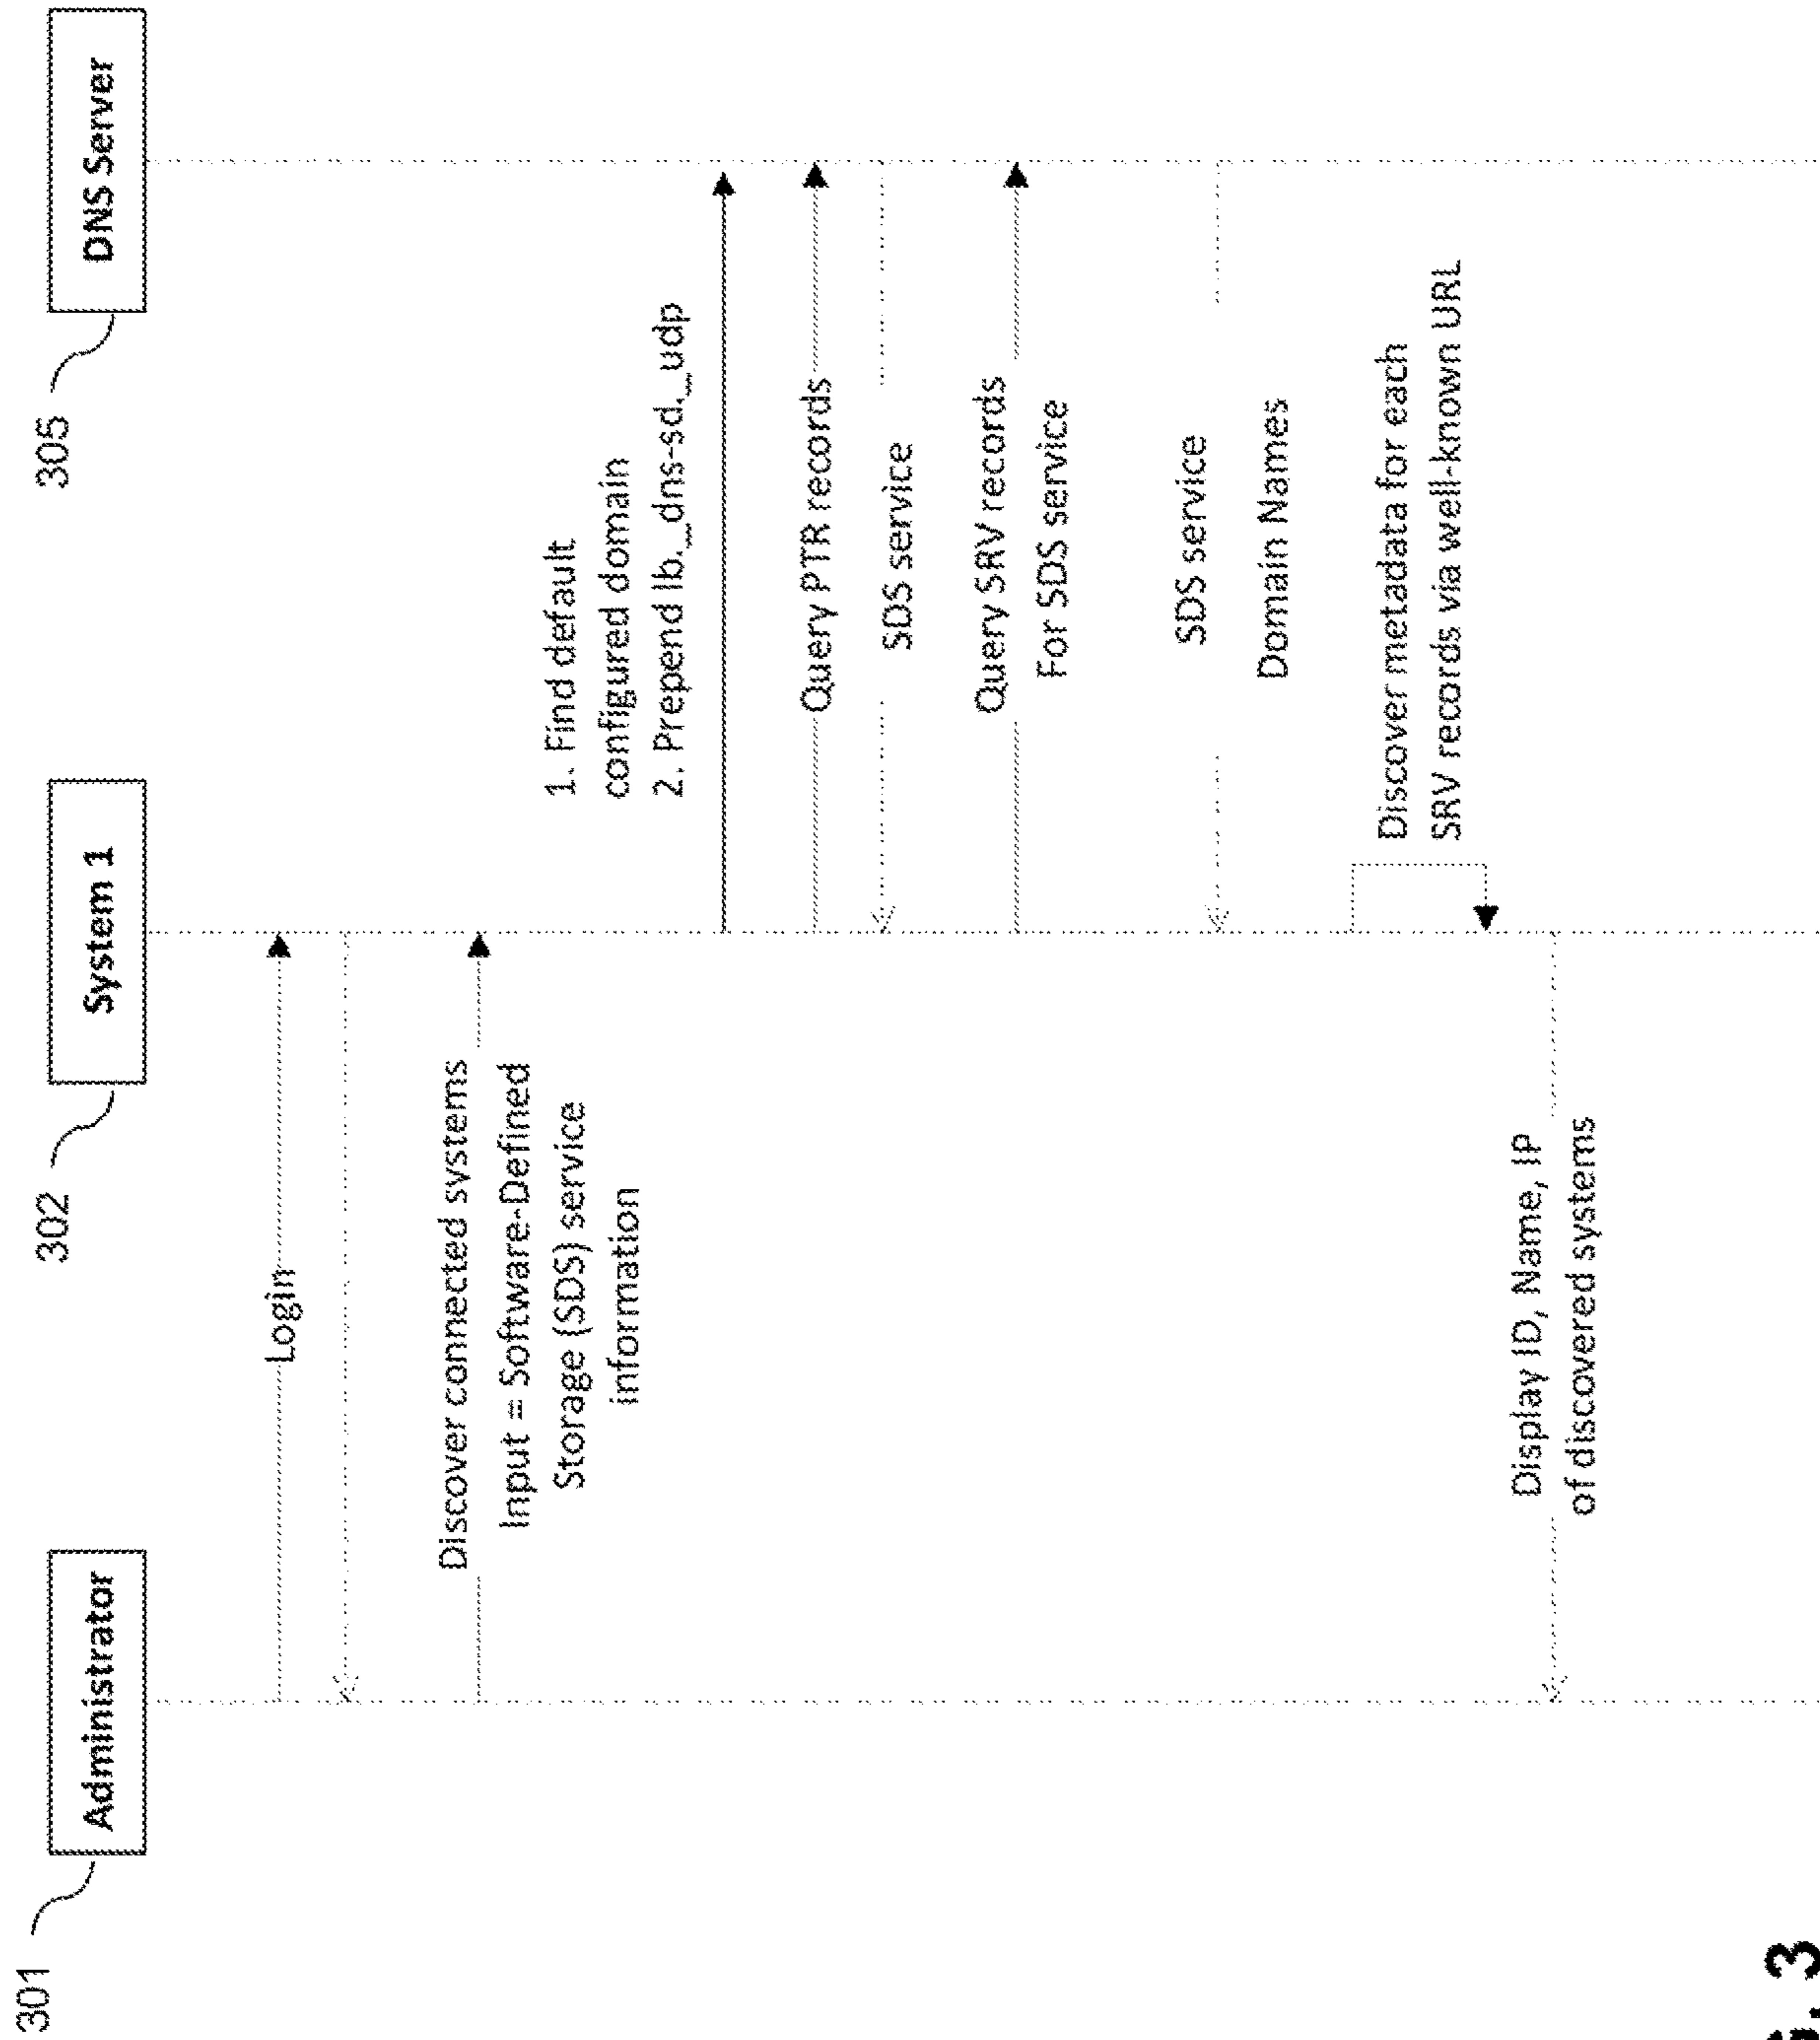 301
Administrator
302
System 1
305
DNS Server
Login
Discover connected systems
Input = Software-Defined
Storage (SDS) service
information
1. Find default
configured domain
2. Prepend lb._dns-sd._udp
Query PTR records
SDS service
Query SRV records
For SDS service
SDS service
Domain Names
Discover metadata for each
SRV records via well-known URL
Display ID, Name, IP
of discovered systems
3